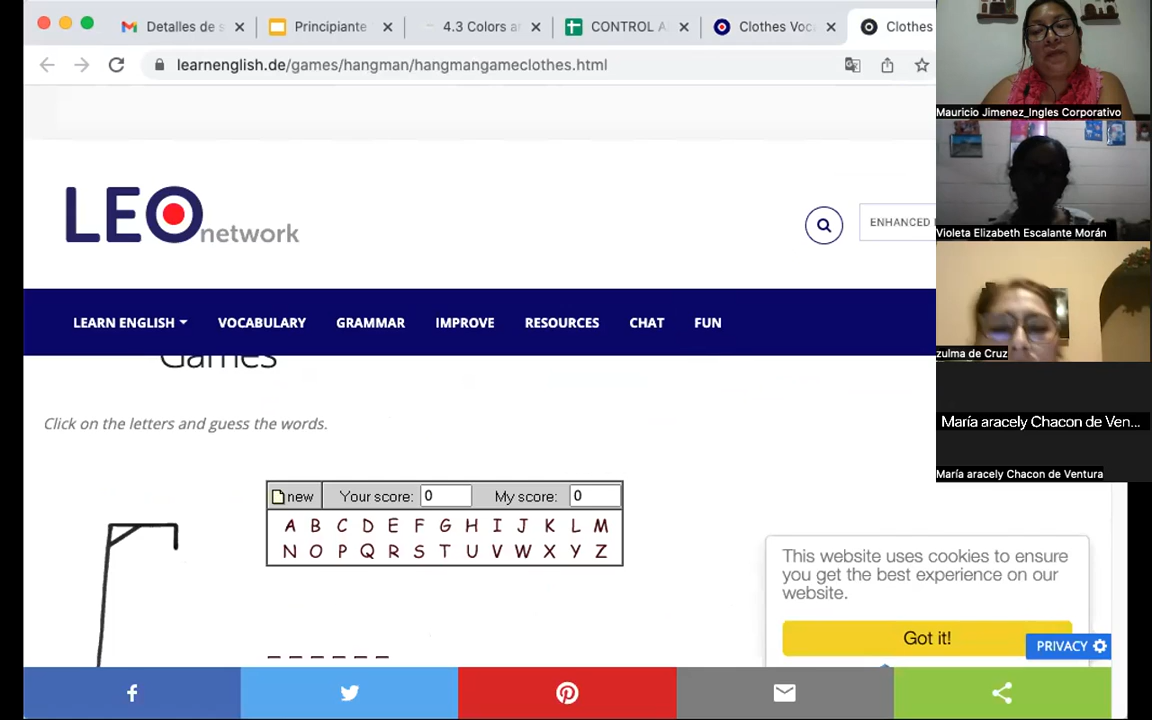 Detalles de s
Principiante
4.3 Colors ar
CONTROL A
Clothes Voca
Clothes
learnenglish.de/games/hangman/hangmangameclothes.html
Mauricio Jimenez_Ingles Corporativo
LEO network
ENHANCED
Violeta Elizabeth Escalante Morán
LEARN ENGLISH
VOCABULARY
GRAMMAR
IMPROVE
RESOURCES
CHAT
FUN
zulma de Cruz
Games
Click on the letters and guess the words.
María aracely Chacon de Ven...
María aracely Chacon de Ventura
new Your score: 0 My score: 0
A B C D E F G H I J K L M
N O P Q R S T U V W X Y Z
This website uses cookies to ensure
you get the best experience on our
website.
Got it!
PRIVACY